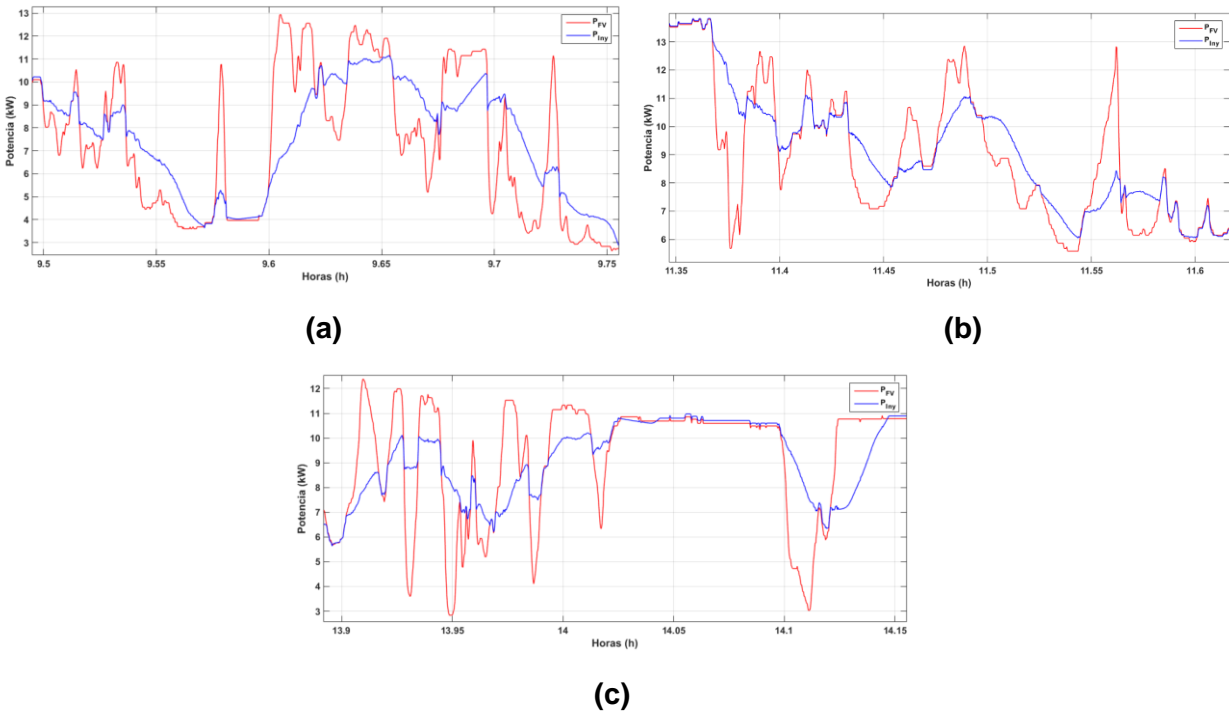 13
12
11
10
9
8
7
6
5
4
3
Potencia (kW)
P_FV
P_Iny
9.5 9.55 9.6 9.65 9.7 9.75
Horas (h)
(a)
13
12
11
10
9
8
7
6
Potencia (kW)
P_FV
P_Iny
11.35 11.4 11.45 11.5 11.55 11.6
Horas (h)
(b)
12
11
10
9
8
7
6
5
4
3
Potencia (kW)
P_FV
P_Iny
13.9 13.95 14 14.05 14.1 14.15
Horas (h)
(c)